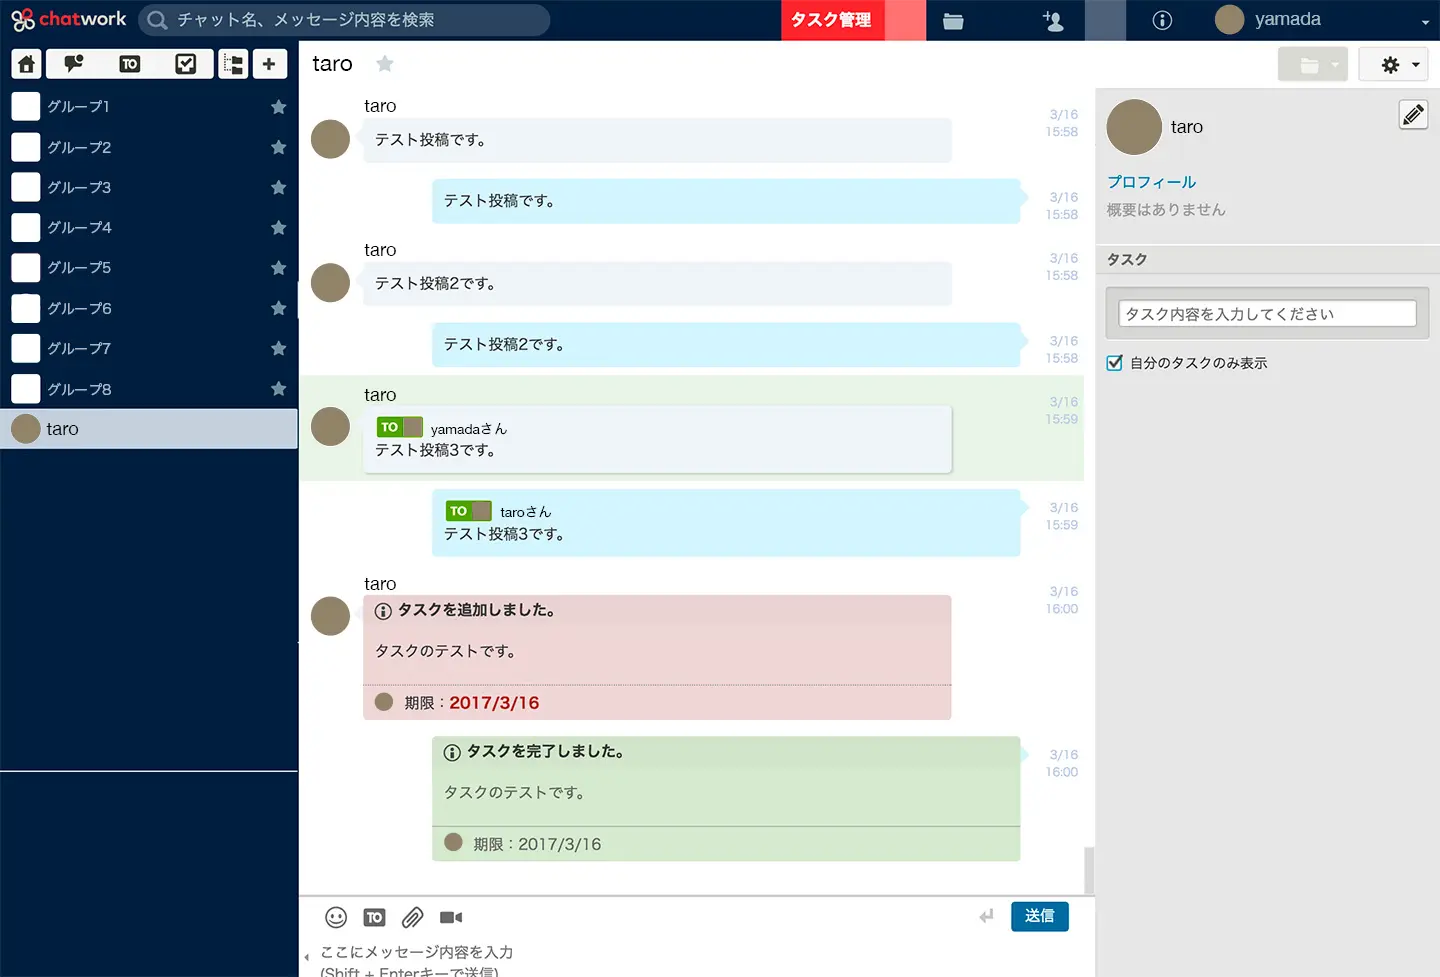 chatwork
チャット名、メッセージ内容を検索
タスク管理
yamada
TO
グループ1
グループ2
グループ3
グループ4
グループ5
グループ6
グループ7
グループ8
taro
taro
taro
テスト投稿です。
3/16
15:58
テスト投稿です。
3/16
15:58
taro
テスト投稿2です。
3/16
15:58
テスト投稿2です。
3/16
15:58
taro
TO yamadaさん
テスト投稿3です。
3/16
15:59
TO taroさん
テスト投稿3です。
3/16
15:59
taro
タスクを追加しました。
タスクのテストです。
期限：2017/3/16
3/16
16:00
タスクを完了しました。
タスクのテストです。
期限：2017/3/16
3/16
16:00
TO
送信
ここにメッセージ内容を入力
(Shift + Enterキーで送信)
taro
プロフィール
概要はありません
タスク
タスク内容を入力してください
自分のタスクのみ表示